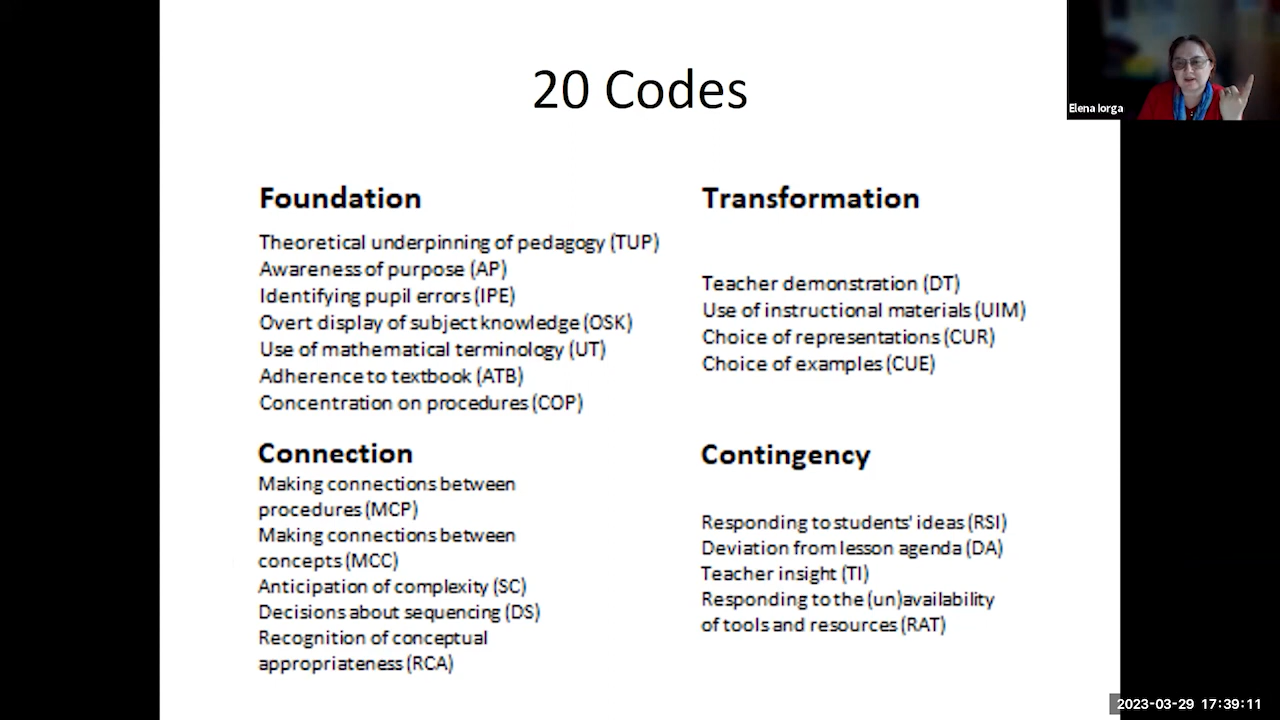 20 Codes
Elena Iorga
Foundation
Theoretical underpinning of pedagogy (TUP)
Awareness of purpose (AP)
Identifying pupil errors (IPE)
Overt display of subject knowledge (OSK)
Use of mathematical terminology (UT)
Adherence to textbook (ATB)
Concentration on procedures (COP)
Transformation
Teacher demonstration (DT)
Use of instructional materials (UIM)
Choice of representations (CUR)
Choice of examples (CUE)
Connection
Making connections between
procedures (MCP)
Making connections between
concepts (MCC)
Anticipation of complexity (SC)
Decisions about sequencing (DS)
Recognition of conceptual
appropriateness (RCA)
Contingency
Responding to students' ideas (RSI)
Deviation from lesson agenda (DA)
Teacher insight (TI)
Responding to the (un)availability
of tools and resources (RAT)
2023-03-29 17:39:11